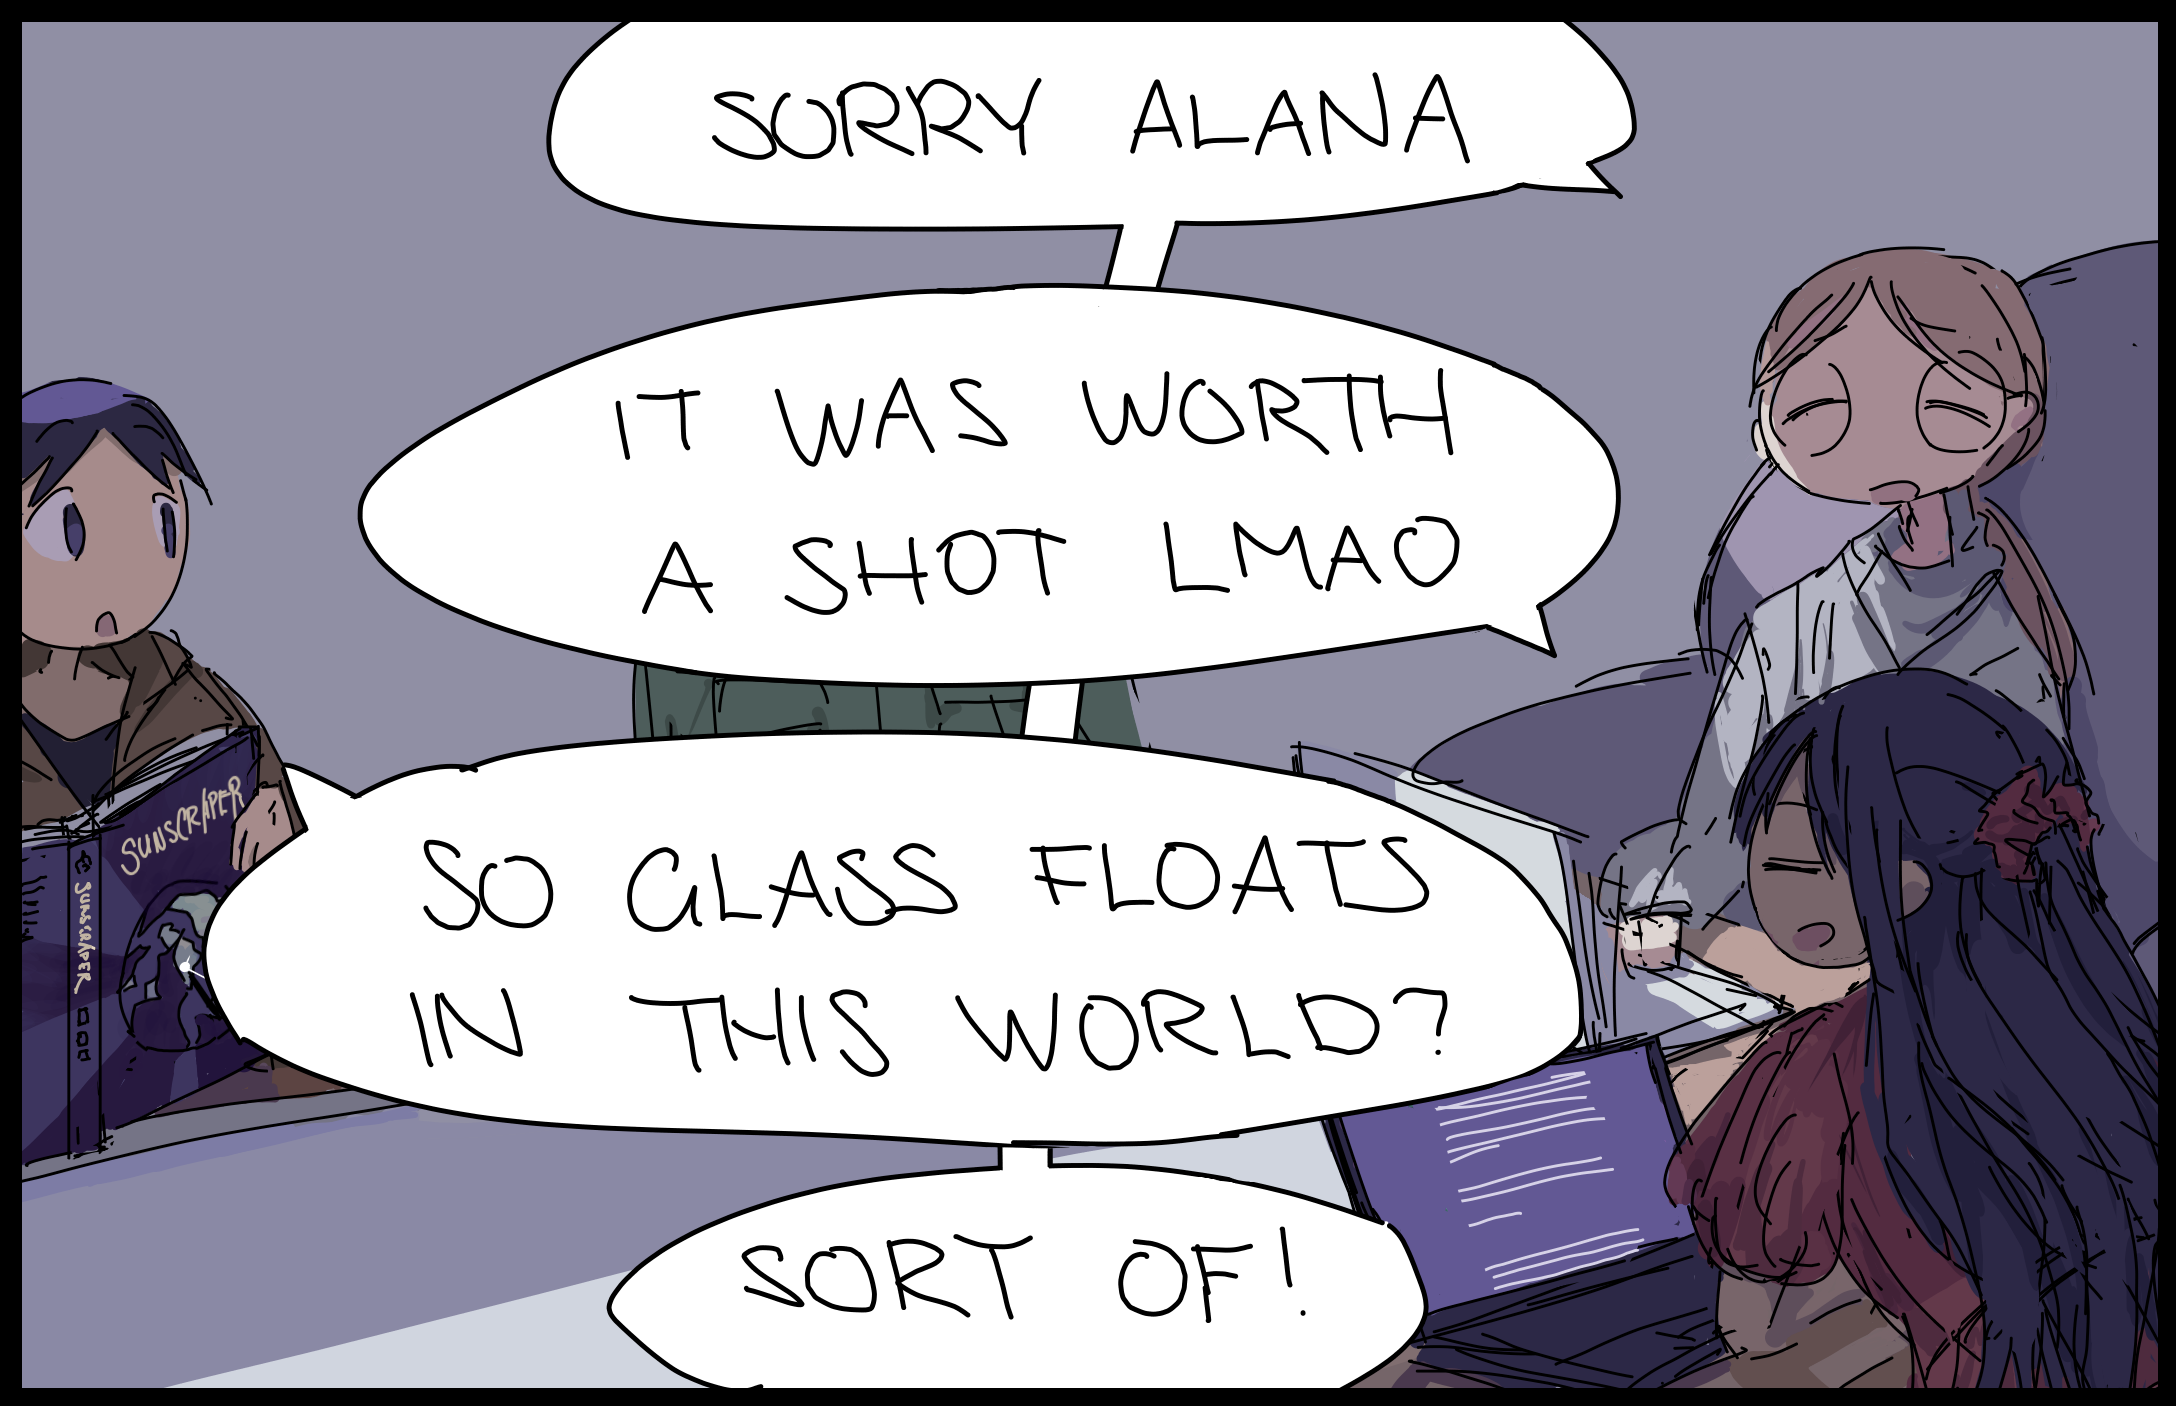 SORRY ALANA
IT WAS WORTH
A SHOT LMAO
SO GLASS FLOATS
IN THIS WORLD?
SORT OF!
SUNSCRAPER
SUNSCRAPER